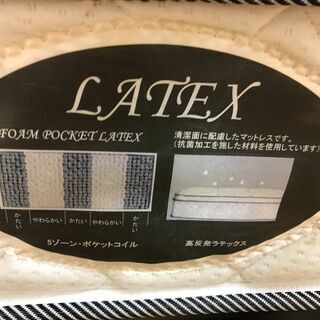 LATEX
FOAM POCKET LATEX
清潔面に配慮したマットレスです。
(抗菌加工を施した材料を使用しています)
かたい
やわらかい
かたい
やわらかい
かたい
5ゾーン・ポケットコイル
高反発ラテックス